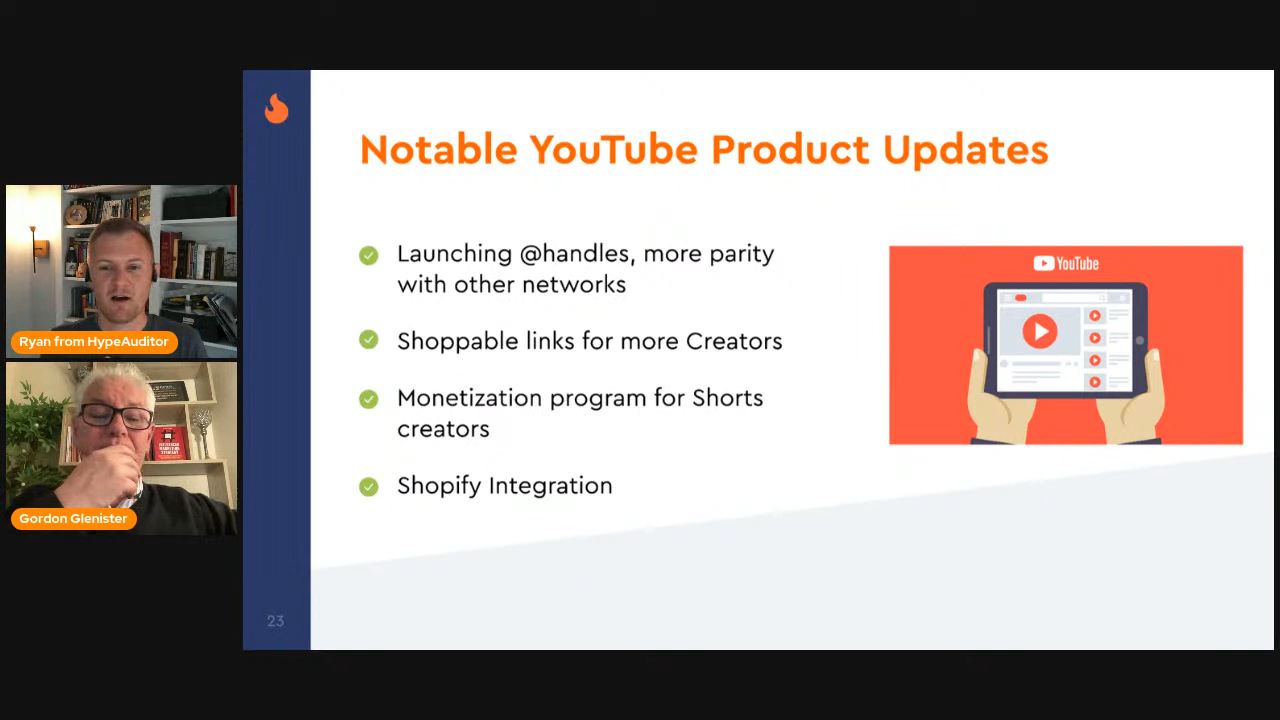 Notable YouTube Product Updates
Launching @handles, more parity
with other networks
Shoppable links for more Creators
Monetization program for Shorts
creators
Shopify Integration
YouTube
Ryan from HypeAuditor
Gordon Glenister
23